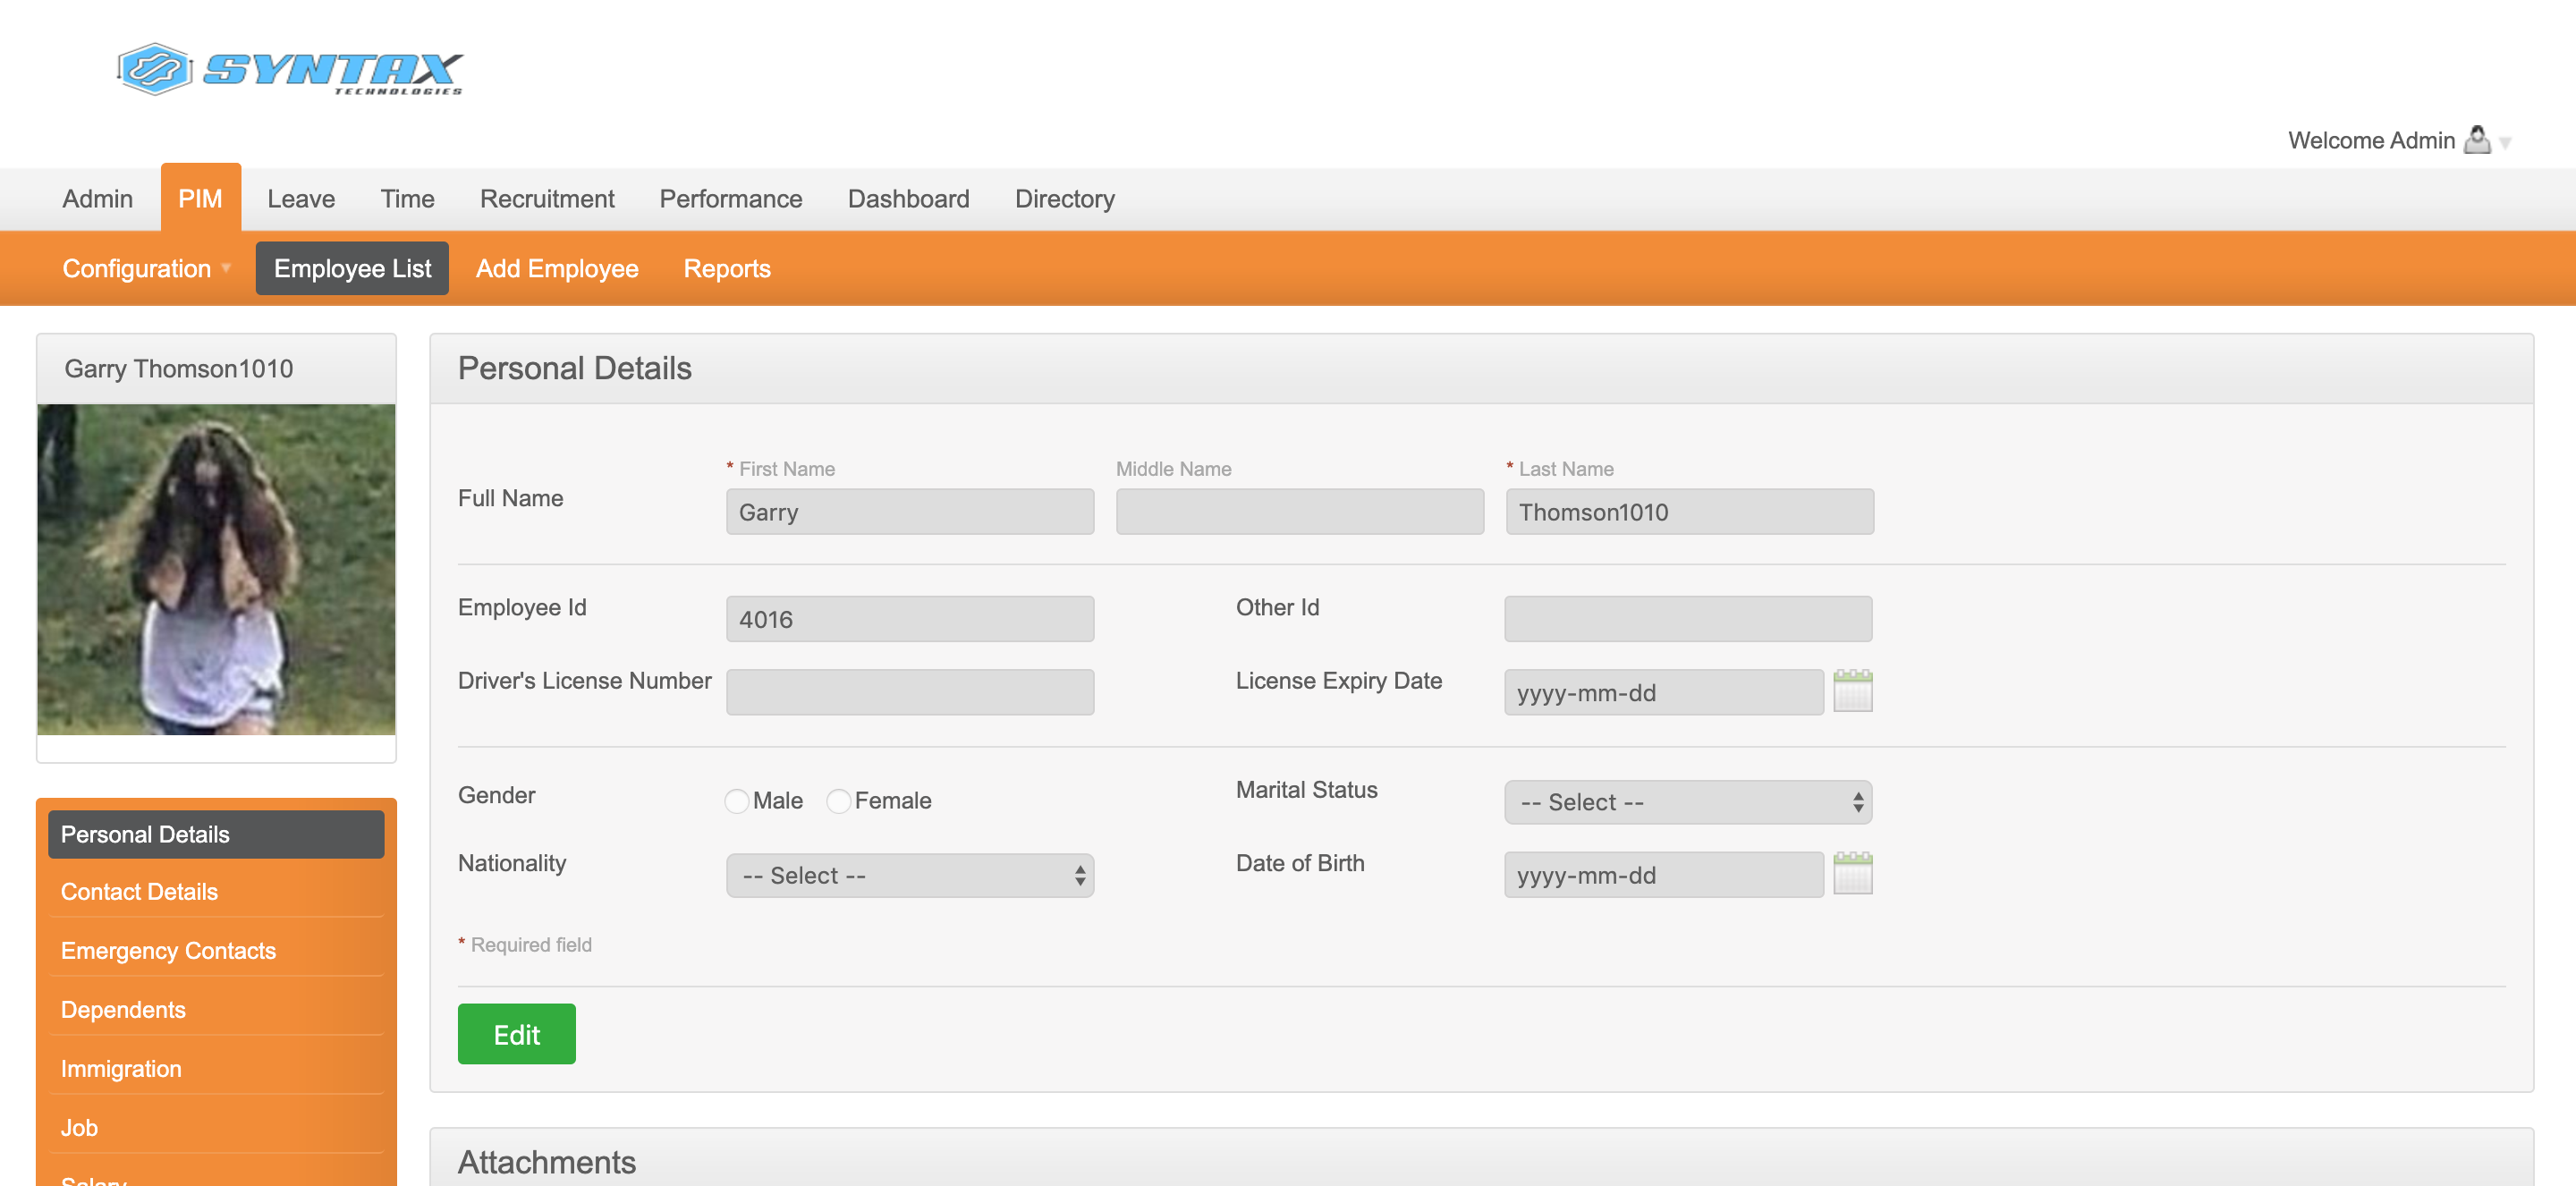 SYNTAX
TECHNOLOGIES
Welcome Admin
Admin PIM Leave Time Recruitment Performance Dashboard Directory
Configuration Employee List Add Employee Reports
Garry Thomson1010
Personal Details
Contact Details
Emergency Contacts
Dependents
Immigration
Job
Salary
Personal Details
* First Name Middle Name * Last Name
Full Name Garry Thomson1010
Employee Id 4016 Other Id
Driver's License Number License Expiry Date yyyy-mm-dd
Gender Male Female Marital Status -- Select --
Nationality -- Select -- Date of Birth yyyy-mm-dd
* Required field
Edit
Attachments